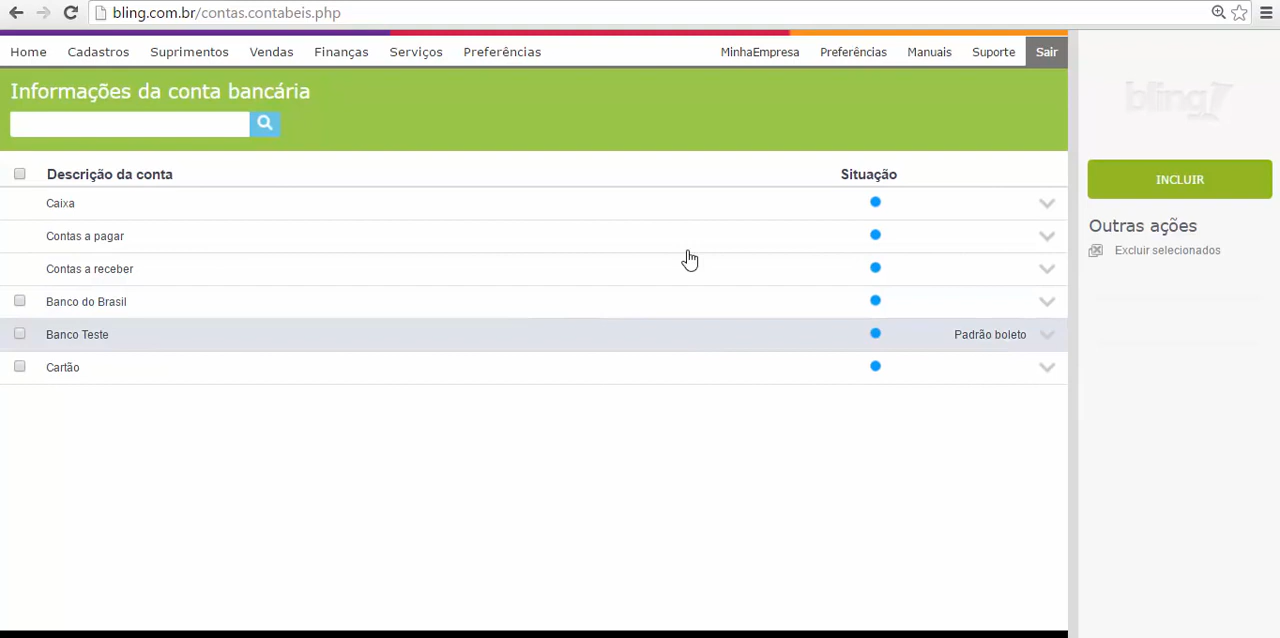 bling.com.br/contas.contabeis.php
Home Cadastros Suprimentos Vendas Finanças Serviços Preferências MinhaEmpresa Preferências Manuais Suporte Sair
Informações da conta bancária
bling
INCLUIR
Outras ações
Excluir selecionados
Descrição da conta Situação
Caixa
Contas a pagar
Contas a receber
Banco do Brasil
Banco Teste Padrão boleto
Cartão